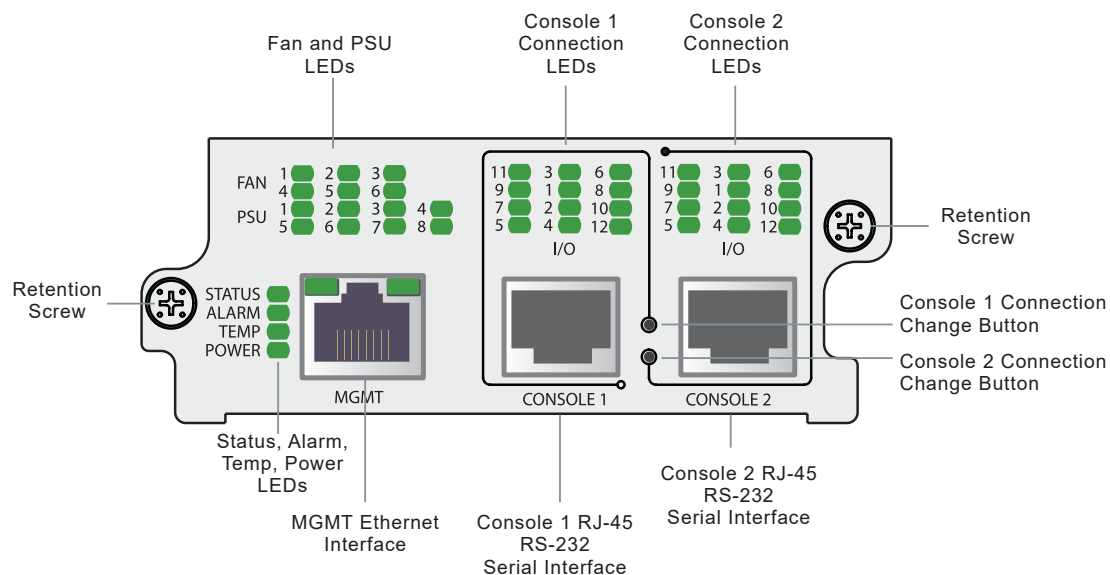 Console 1
Connection
LEDs
Console 2
Connection
LEDs
Fan and PSU
LEDs
FAN
1 2 3
4 5 6
PSU
1 2 3 4
5 6 7 8
11 3 6
9 1 8
7 2 10
5 4 12
I/O
11 3 6
9 1 8
7 2 10
5 4 12
I/O
Retention
Screw
Retention
Screw
STATUS
ALARM
TEMP
POWER
MGMT
CONSOLE 1
CONSOLE 2
Console 1 Connection
Change Button
Console 2 Connection
Change Button
Status, Alarm,
Temp, Power
LEDs
MGMT Ethernet
Interface
Console 1 RJ-45
RS-232
Serial Interface
Console 2 RJ-45
RS-232
Serial Interface